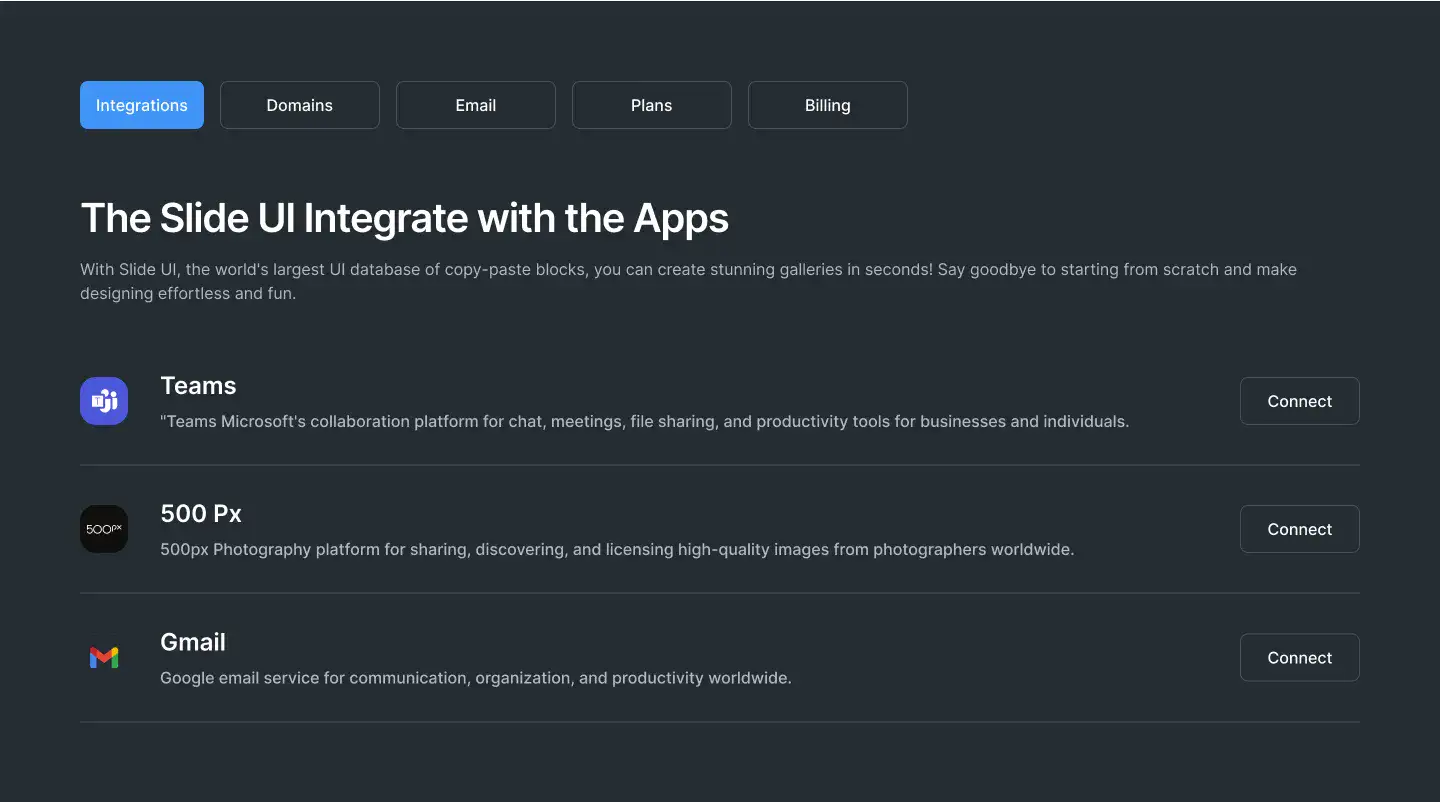 Integrations
Domains
Email
Plans
Billing
The Slide UI Integrate with the Apps
With Slide UI, the world's largest UI database of copy-paste blocks, you can create stunning galleries in seconds! Say goodbye to starting from scratch and make
designing effortless and fun.
T
Teams
"Teams Microsoft's collaboration platform for chat, meetings, file sharing, and productivity tools for businesses and individuals.
Connect
500px
500 Px
500px Photography platform for sharing, discovering, and licensing high-quality images from photographers worldwide.
Connect
Gmail
Google email service for communication, organization, and productivity worldwide.
Connect